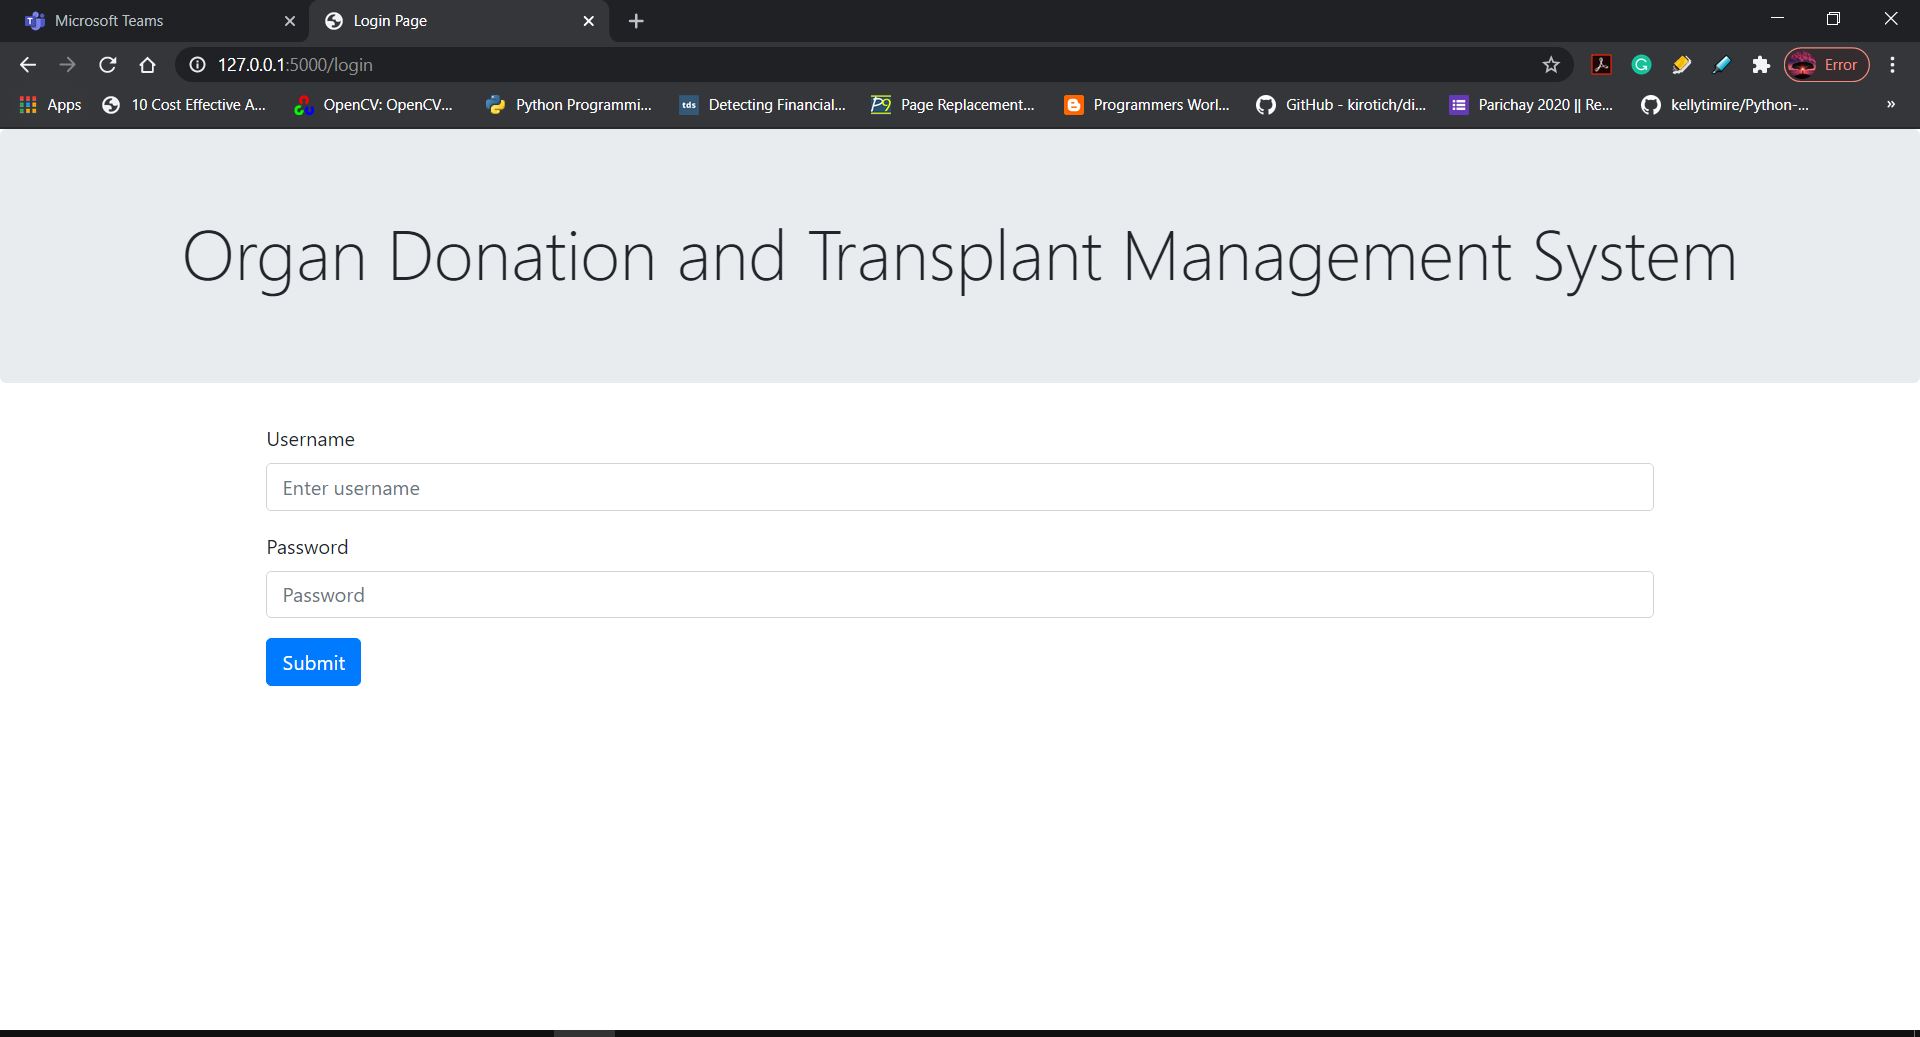 Microsoft Teams
Login Page
127.0.0.1:5000/login
Error
Apps
10 Cost Effective A...
OpenCV: OpenCV...
Python Programmi...
tds Detecting Financial...
Page Replacement...
Programmers Worl...
GitHub - kirotich/di...
Parichay 2020 || Re...
kellytimire/Python-...
»
Organ Donation and Transplant Management System
Username
Enter username
Password
Password
Submit